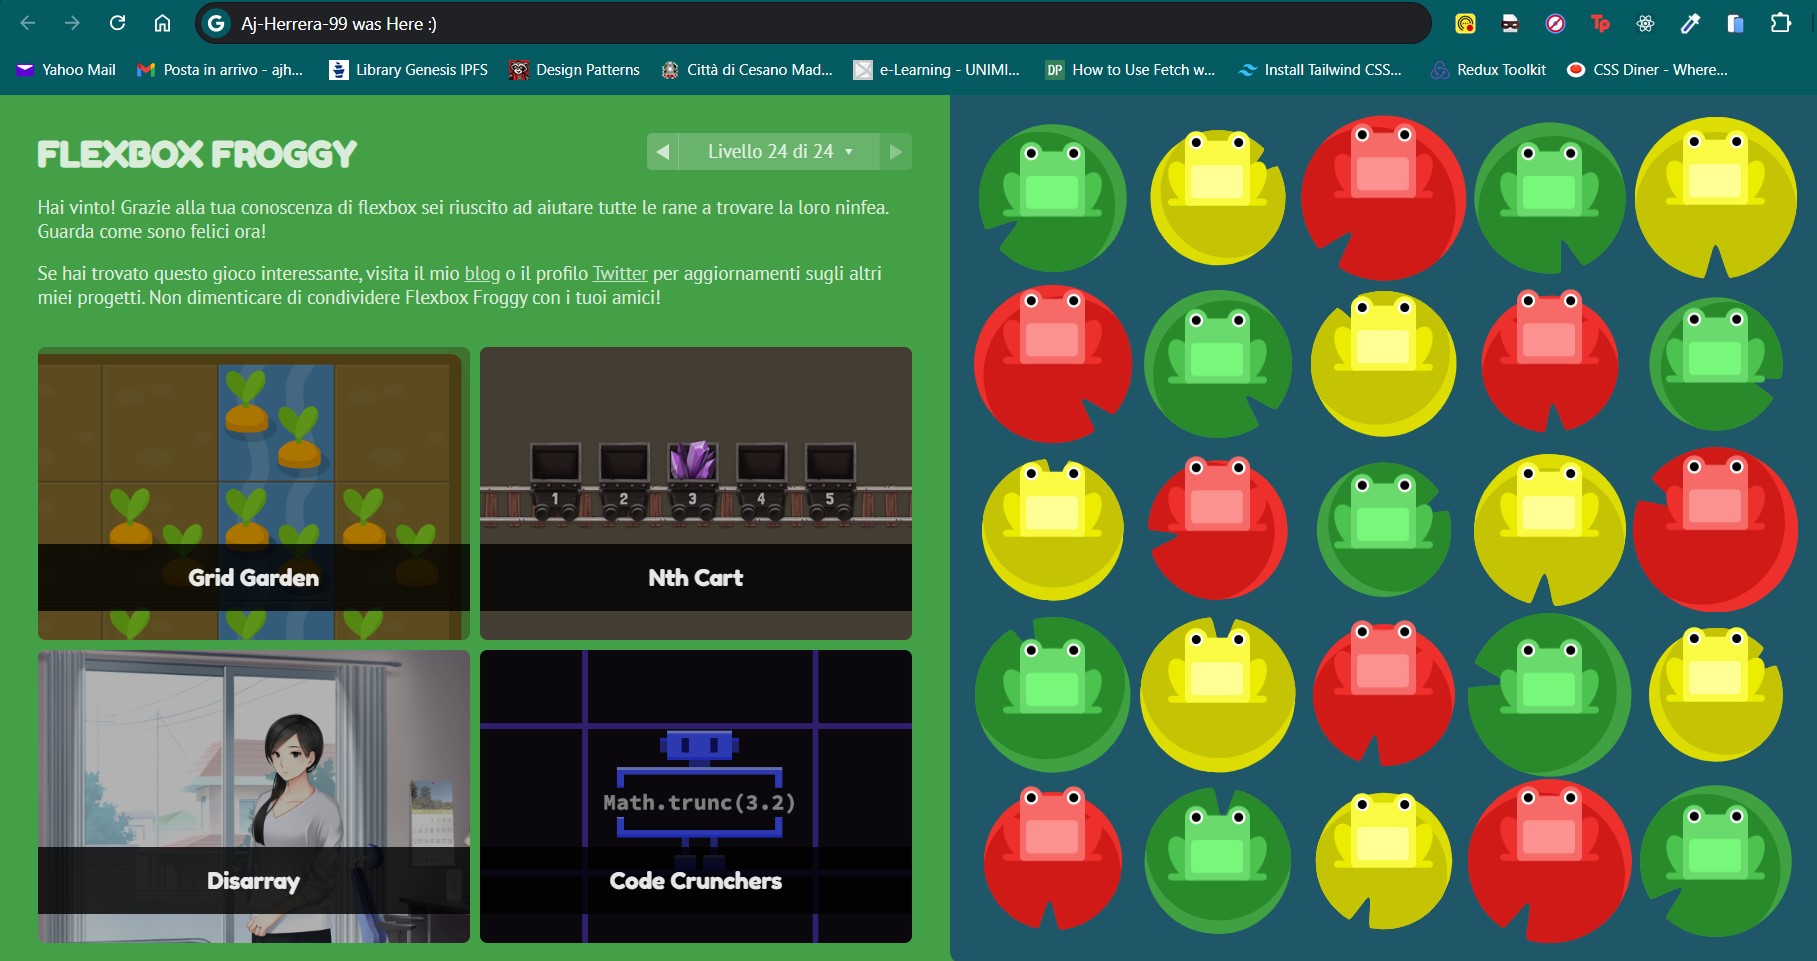 Aj-Herrera-99 was Here :)
Tp
Yahoo Mail
Posta in arrivo - ajh...
Library Genesis IPFS
Design Patterns
Città di Cesano Mad...
e-Learning - UNIMI...
DP
How to Use Fetch w...
Install Tailwind CSS...
Redux Toolkit
CSS Diner - Where...
FLEXBOX FROGGY
Livello 24 di 24
Hai vinto! Grazie alla tua conoscenza di flexbox sei riuscito ad aiutare tutte le rane a trovare la loro ninfea.
Guarda come sono felici ora!
Se hai trovato questo gioco interessante, visita il mio blog o il profilo Twitter per aggiornamenti sugli altri
miei progetti. Non dimenticare di condividere Flexbox Froggy con i tuoi amici!
1 2 3 4 5
Grid Garden
Nth Cart
Math.trunc(3.2)
Disarray
Code Crunchers